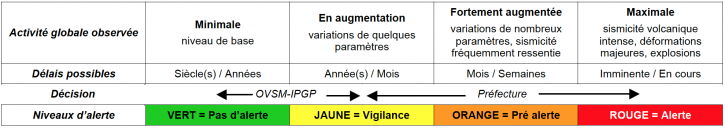 Activité globale observée
Minimale
niveau de base
En augmentation
variations de quelques
paramètres
Fortement augmentée
variations de nombreux
paramètres, sismicité
fréquemment ressentie
Maximale
sismicité volcanique
intense, déformations
majeures, explosions
Délais possibles
Siècle(s) / Années
Année(s) / Mois
Mois / Semaines
Imminente / En cours
Décision
OVSM-IPGP
Préfecture
Niveaux d'alerte
VERT = Pas d'alerte
JAUNE = Vigilance
ORANGE = Pré alerte
ROUGE = Alerte